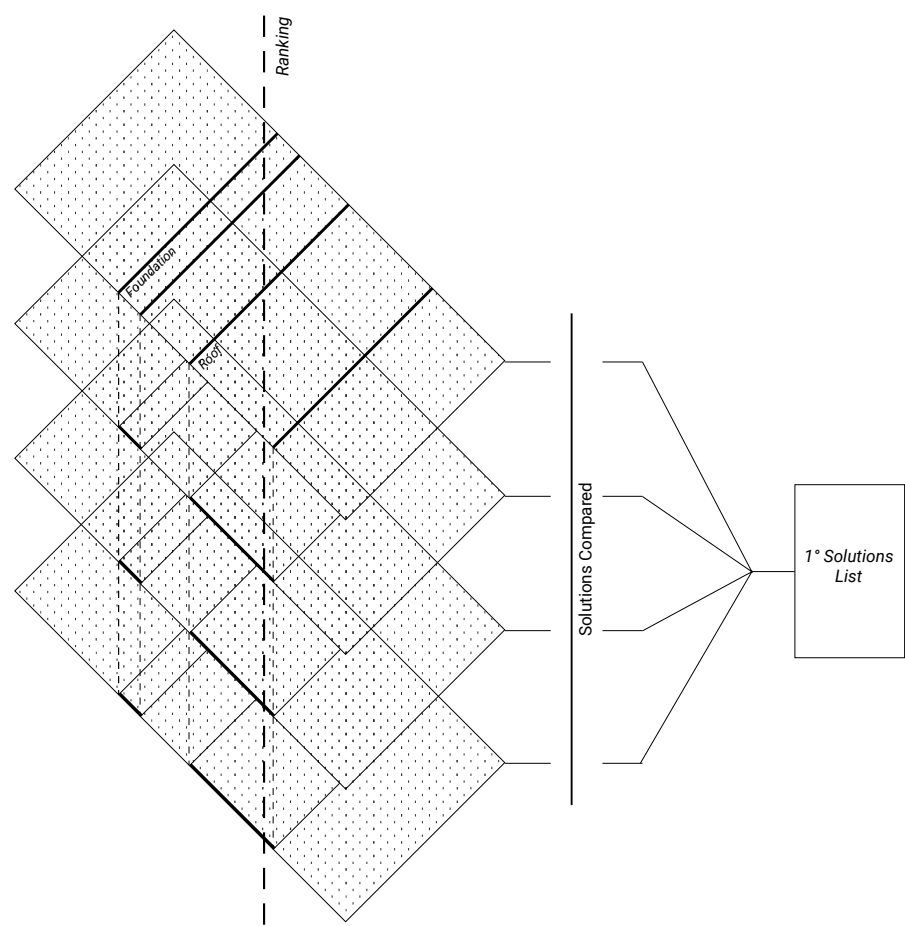 Ranking
Foundation
Roof
Solutions Compared
1° Solutions
List